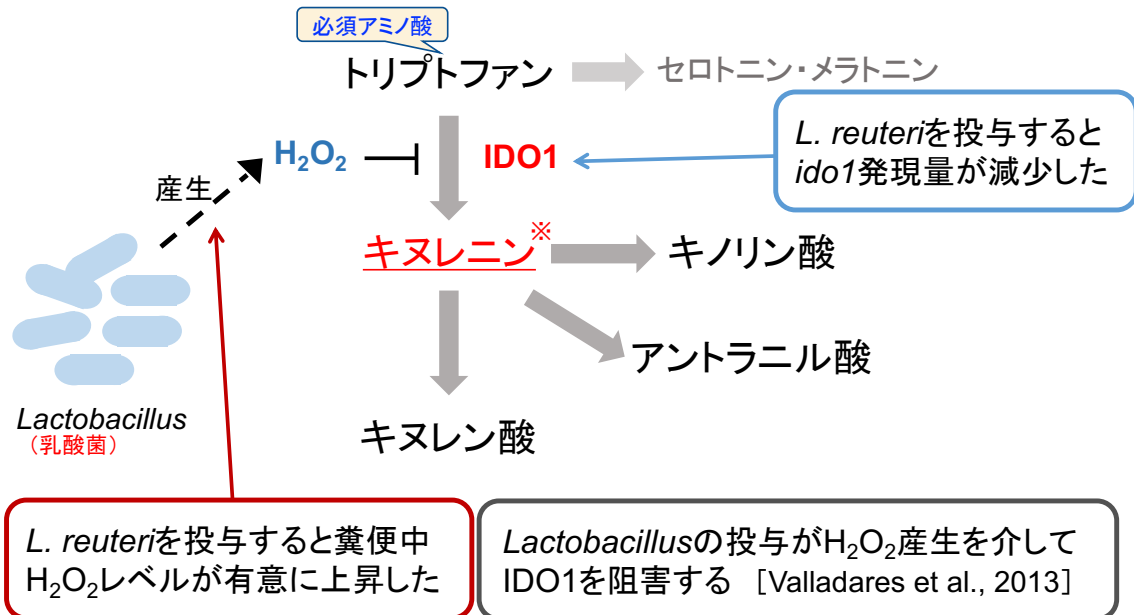 必須アミノ酸
トリプトファン
セロトニン・メラトニン
H₂O₂
IDO1
L. reuteriを投与すると
ido1発現量が減少した
産生
キヌレニン※
キノリン酸
アントラニル酸
Lactobacillus
（乳酸菌）
キヌレン酸
L. reuteriを投与すると糞便中
H₂O₂レベルが有意に上昇した
Lactobacillusの投与がH₂O₂産生を介して
IDO1を阻害する [Valladares et al., 2013]